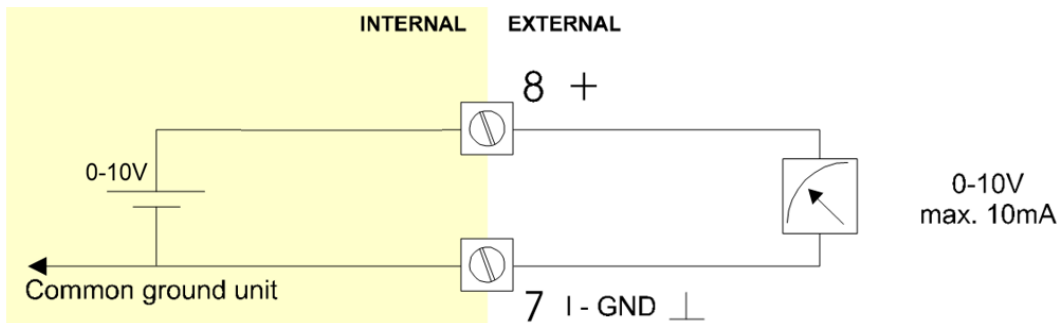 INTERNAL EXTERNAL
8 +
0-10V
0-10V
max. 10mA
Common ground unit
7 I - GND